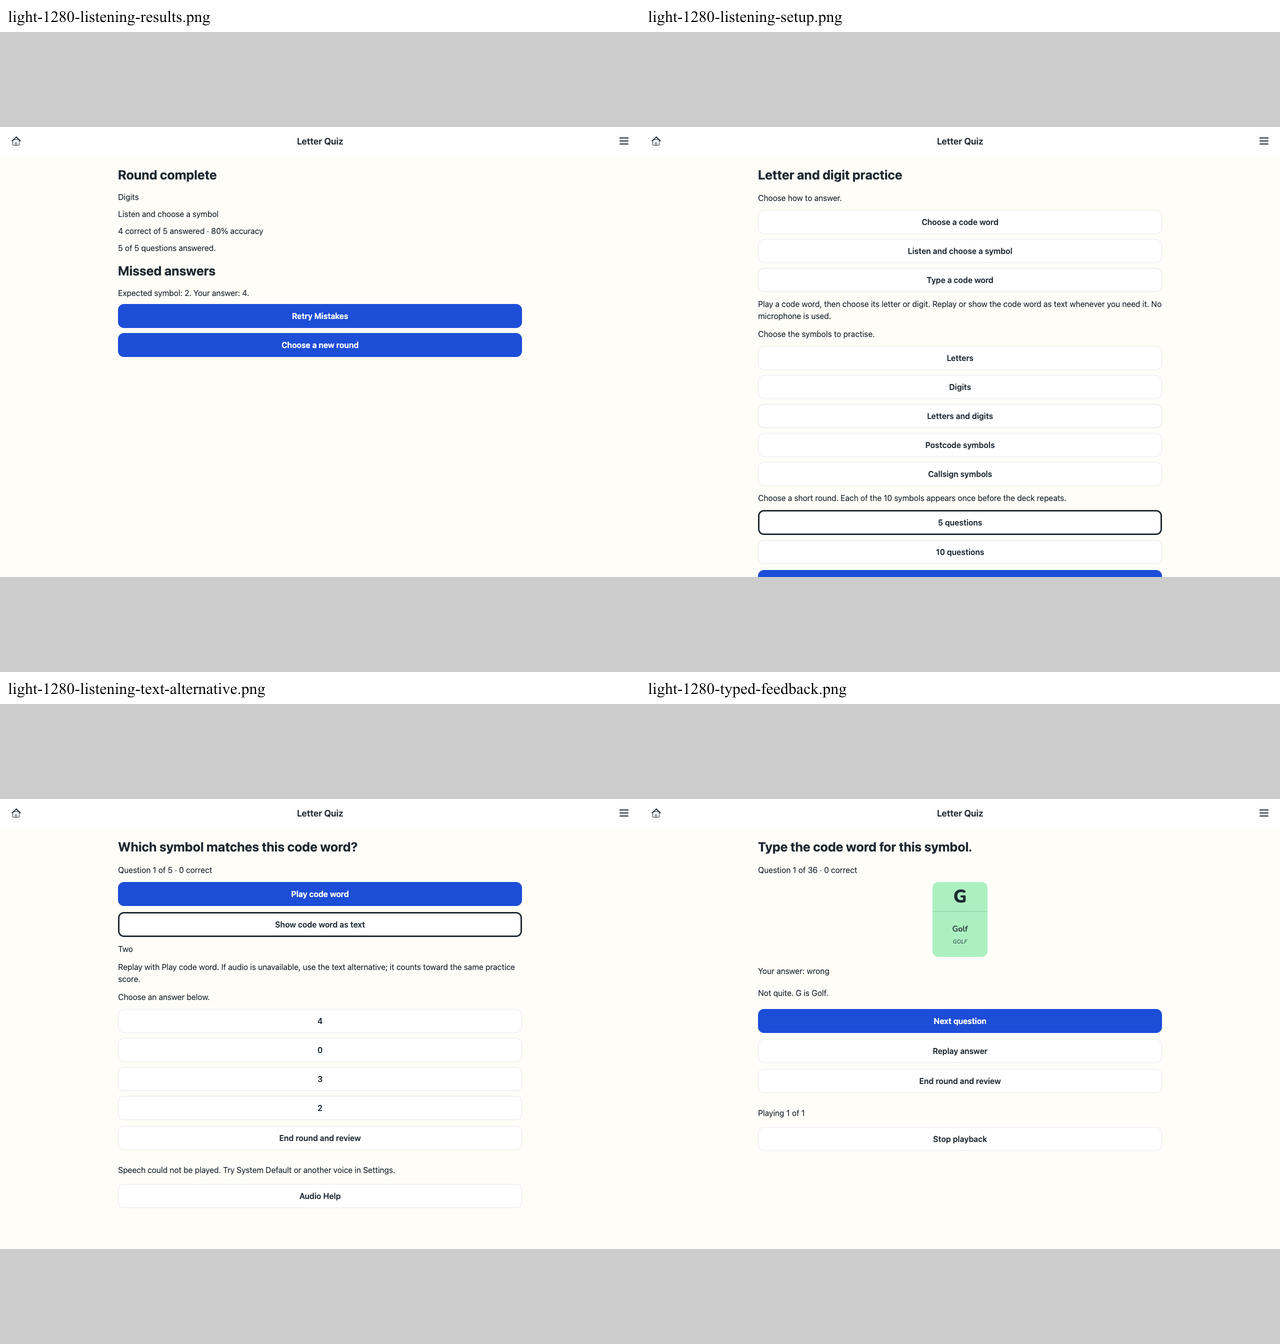 light-1280-listening-results.png
Letter Quiz
Round complete
Digits
Listen and choose a symbol
4 correct of 5 answered · 80% accuracy
5 of 5 questions answered.
Missed answers
Expected symbol: 2. Your answer: 4.
Retry Mistakes
Choose a new round
light-1280-listening-setup.png
Letter Quiz
Letter and digit practice
Choose how to answer.
Choose a code word
Listen and choose a symbol
Type a code word
Play a code word, then choose its letter or digit. Replay or show the code word as text whenever you need it. No
microphone is used.
Choose the symbols to practise.
Letters
Digits
Letters and digits
Postcode symbols
Callsign symbols
Choose a short round. Each of the 10 symbols appears once before the deck repeats.
5 questions
10 questions
light-1280-listening-text-alternative.png
Letter Quiz
Which symbol matches this code word?
Question 1 of 5 · 0 correct
Play code word
Show code word as text
Two
Replay with Play code word. If audio is unavailable, use the text alternative; it counts toward the same practice
score.
Choose an answer below.
4
0
3
2
End round and review
Speech could not be played. Try System Default or another voice in Settings.
Audio Help
light-1280-typed-feedback.png
Letter Quiz
Type the code word for this symbol.
Question 1 of 36 · 0 correct
G
Golf
GOLF
Your answer: wrong
Not quite. G is Golf.
Next question
Replay answer
End round and review
Playing 1 of 1
Stop playback